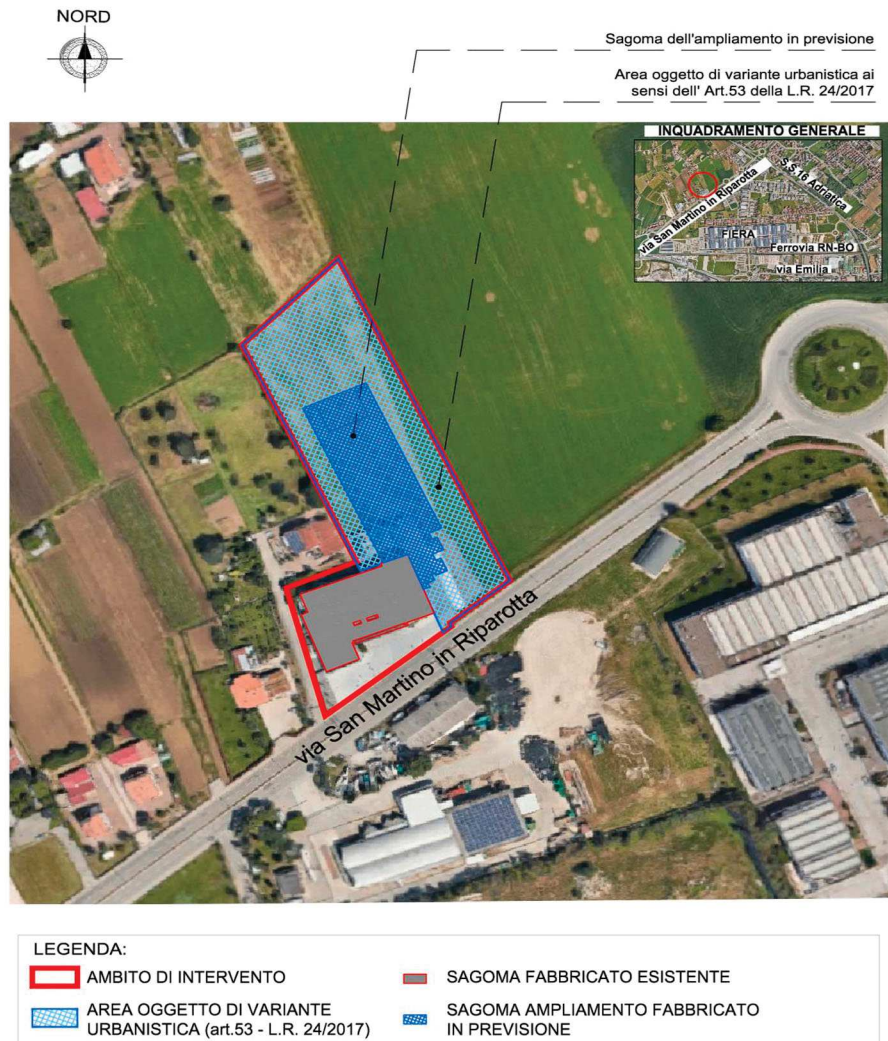 NORD
Sagoma dell'ampliamento in previsione
Area oggetto di variante urbanistica ai
sensi dell' Art.53 della L.R. 24/2017
INQUADRAMENTO GENERALE
via San Martino in Riparotta
S.S.16 Adriatica
FIERA
Ferrovia RN-BO
via Emilia
via San Martino in Riparotta
LEGENDA:
AMBITO DI INTERVENTO
SAGOMA FABBRICATO ESISTENTE
AREA OGGETTO DI VARIANTE
URBANISTICA (art.53 - L.R. 24/2017)
SAGOMA AMPLIAMENTO FABBRICATO
IN PREVISIONE